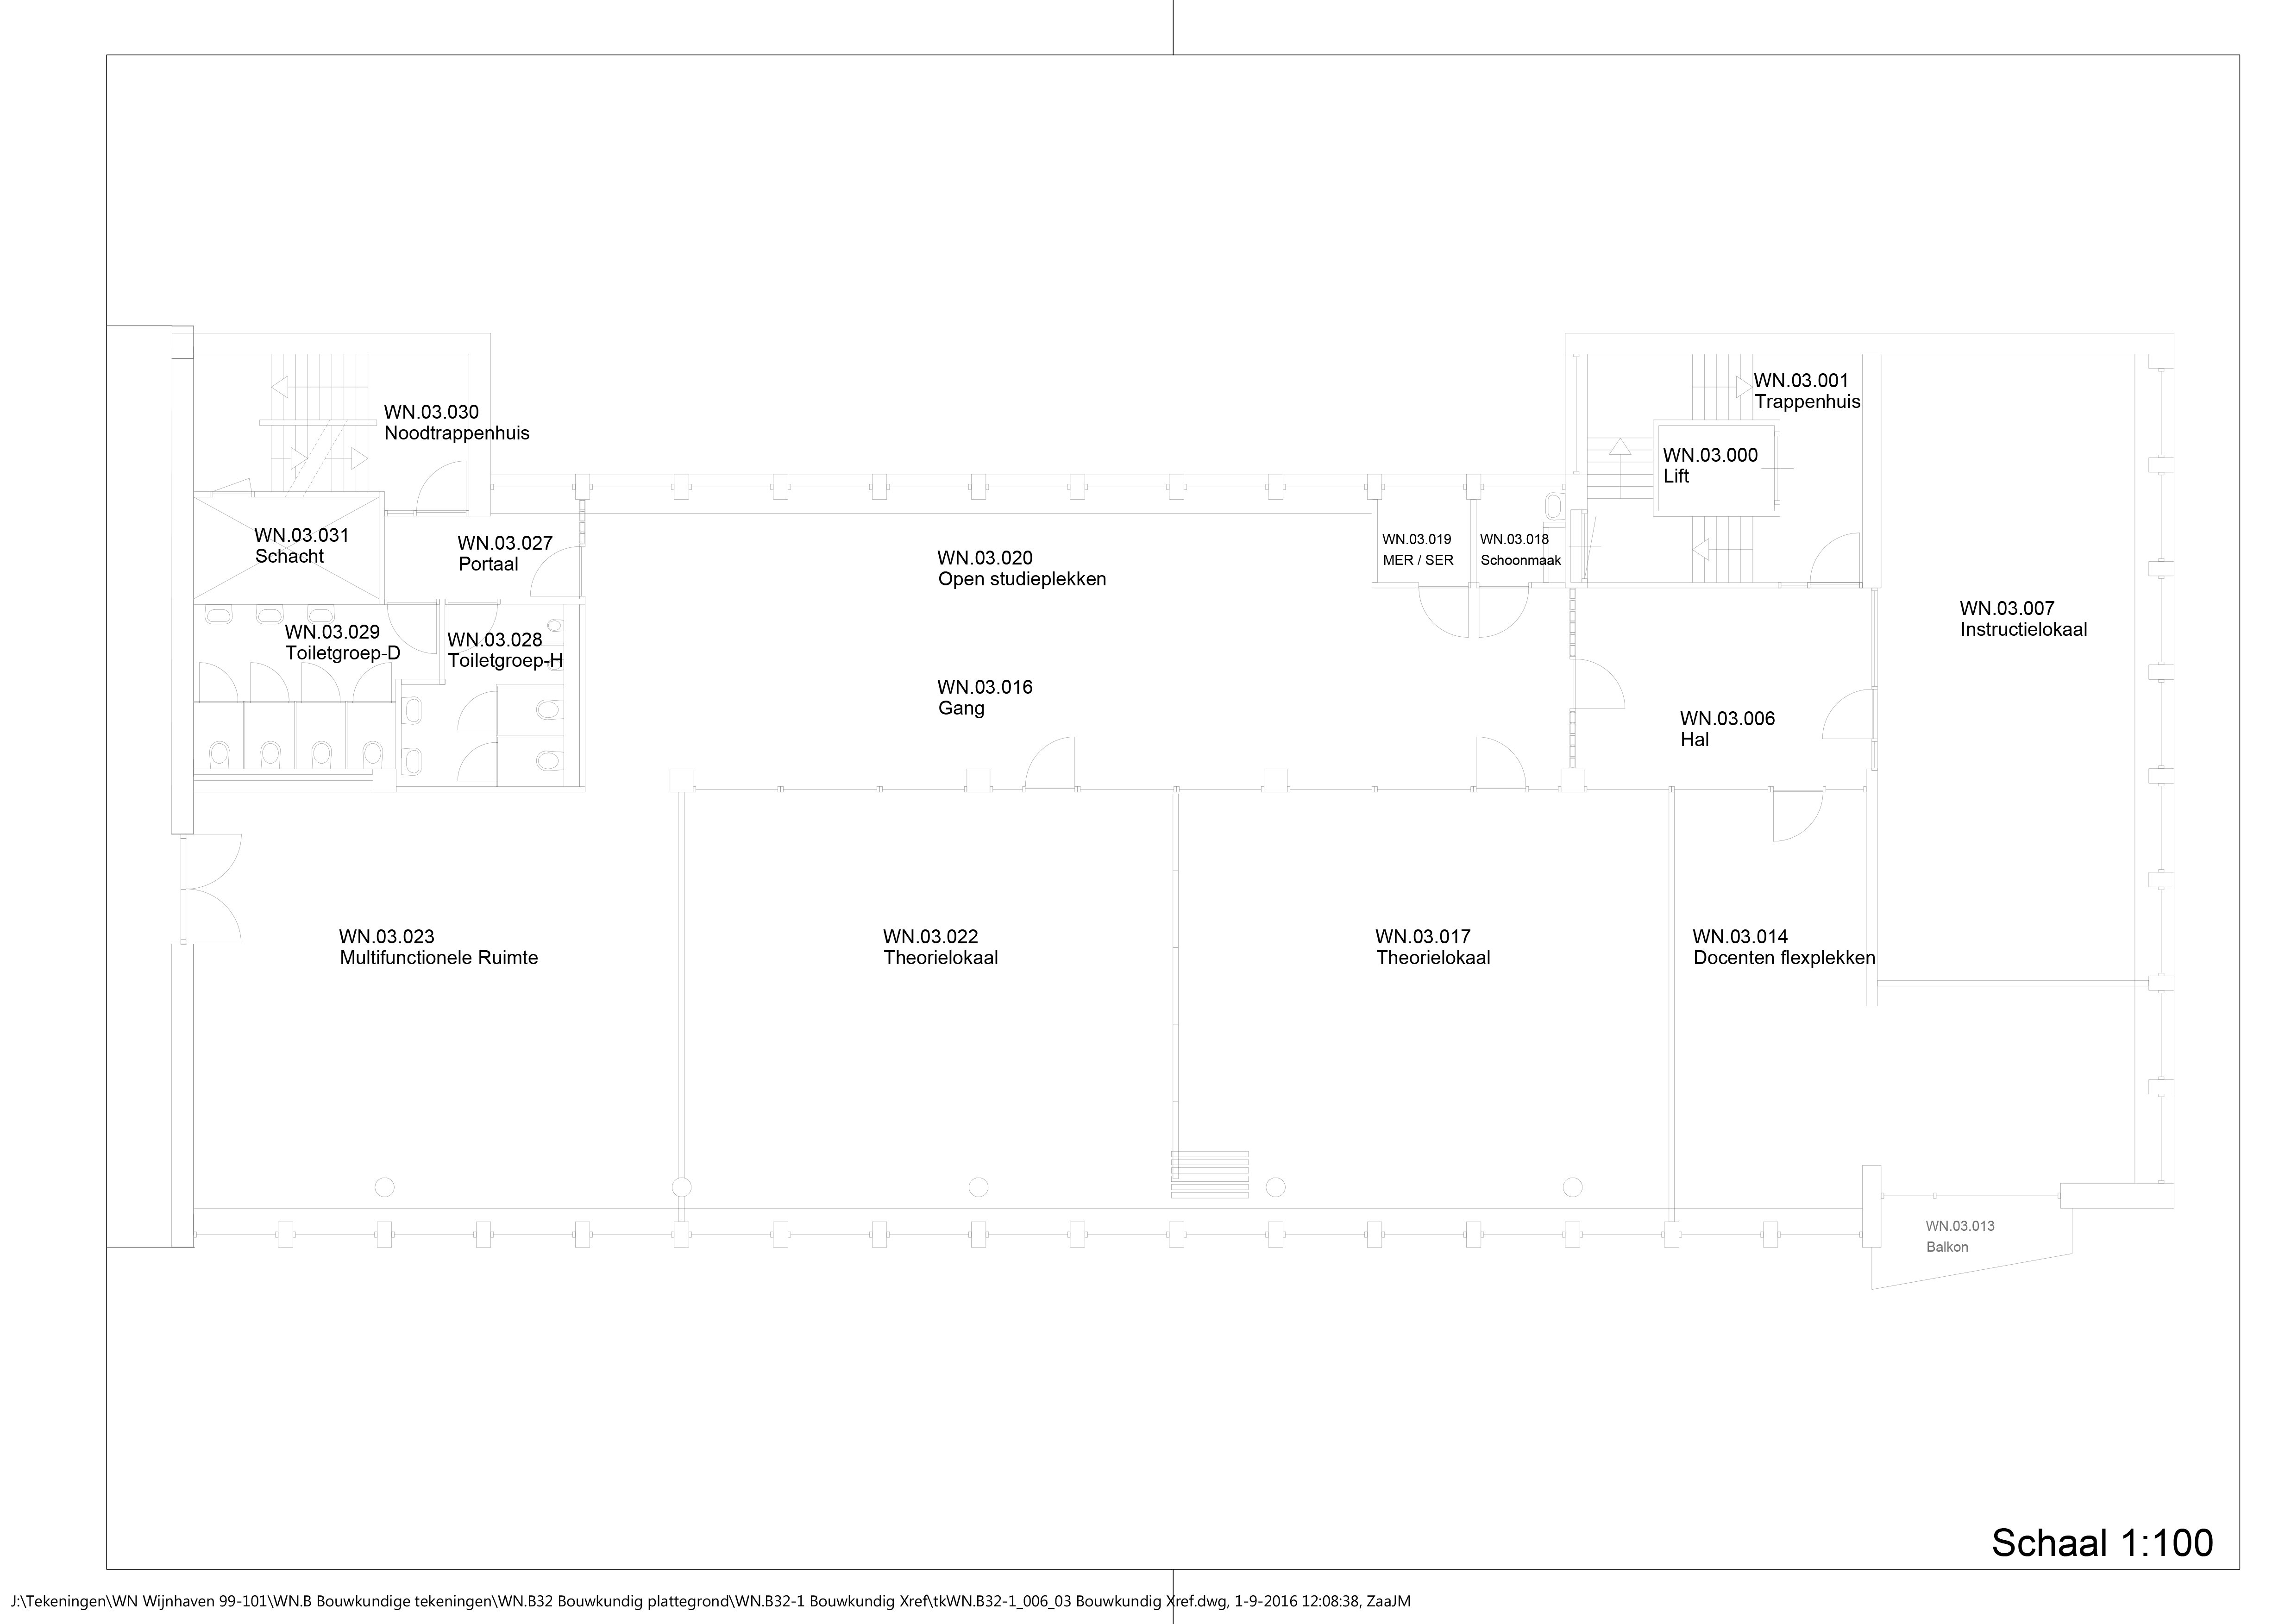 WN.03.001
Trappenhuis
WN.03.030
Noodtrappenhuis
WN.03.000
Lift
WN.03.031
Schacht
WN.03.027
Portaal
WN.03.020
Open studieplekken
WN.03.019
MER / SER
WN.03.018
Schoonmaak
WN.03.007
Instructielokaal
WN.03.029
Toiletgroep-D
WN.03.028
Toiletgroep-H
WN.03.016
Gang
WN.03.006
Hal
WN.03.023
Multifunctionele Ruimte
WN.03.022
Theorielokaal
WN.03.017
Theorielokaal
WN.03.014
Docenten flexplekken
WN.03.013
Balkon
Schaal 1:100
J:\Tekeningen\WN Wijnhaven 99-101\WN.B Bouwkundige tekeningen\WN.B32 Bouwkundig plattegrond\WN.B32-1 Bouwkundig Xref\tkWN.B32-1_006_03 Bouwkundig Xref.dwg, 1-9-2016 12:08:38, ZaaJM